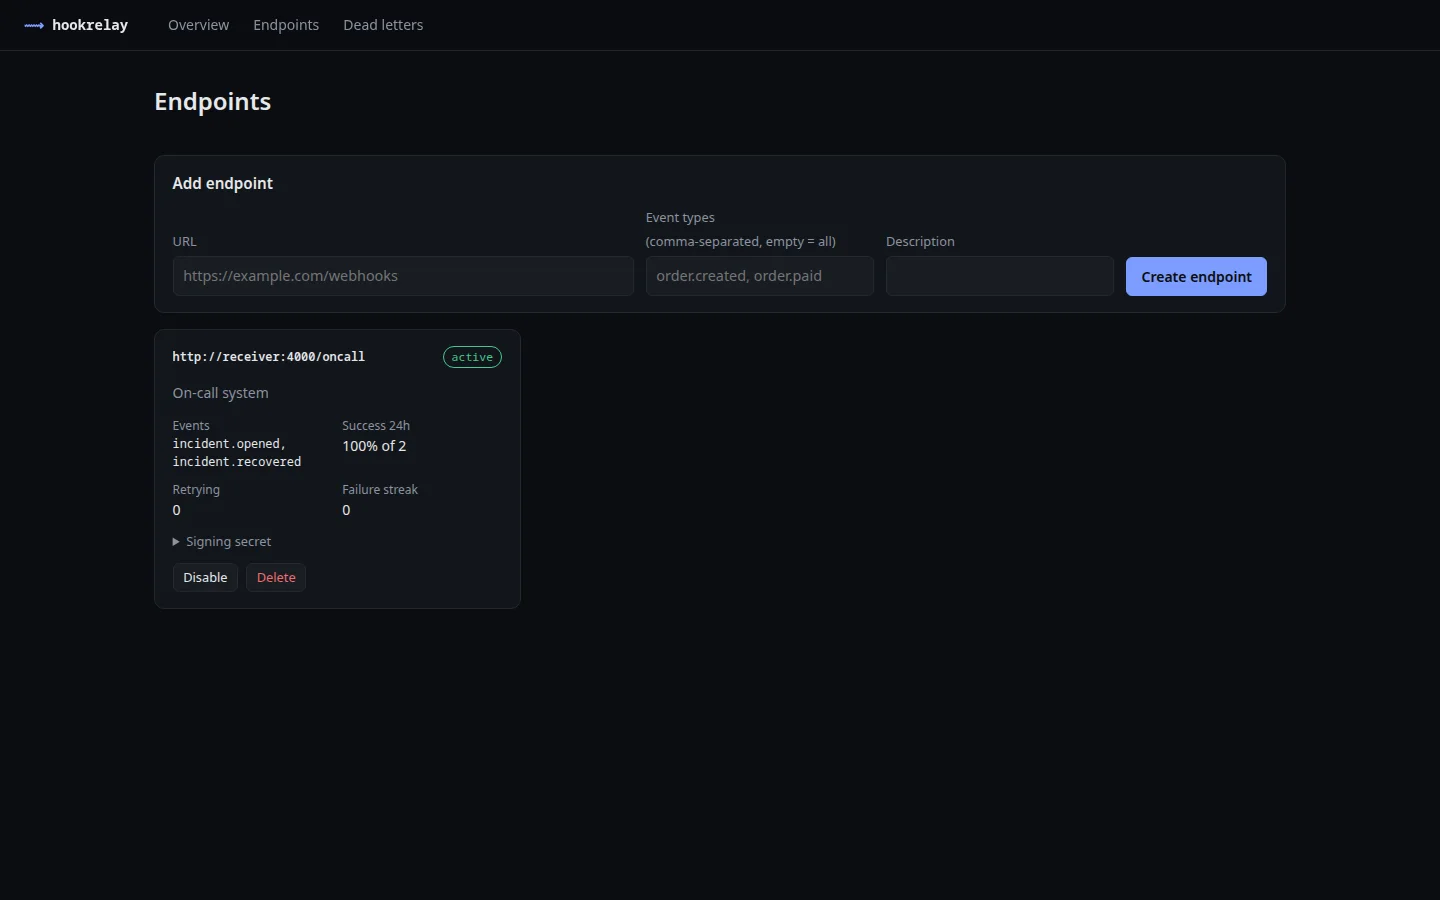 hookrelay Overview Endpoints Dead letters
Endpoints
Add endpoint
URL
https://example.com/webhooks
Event types
(comma-separated, empty = all)
order.created, order.paid
Description
Create endpoint
http://receiver:4000/oncall active
On-call system
Events
incident.opened,
incident.recovered
Success 24h
100% of 2
Retrying
0
Failure streak
0
Signing secret
Disable Delete